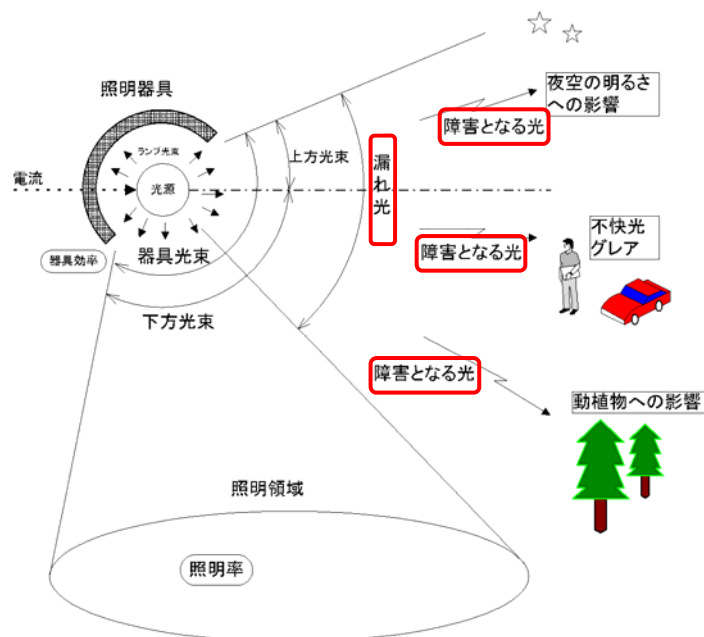 照明器具
夜空の明るさ
への影響
障害となる光
ランプ光束
上方光束
漏れ光
電流
光源
不快光
グレア
障害となる光
器具光束
器具効率
下方光束
障害となる光
動植物への影響
照明領域
照明率